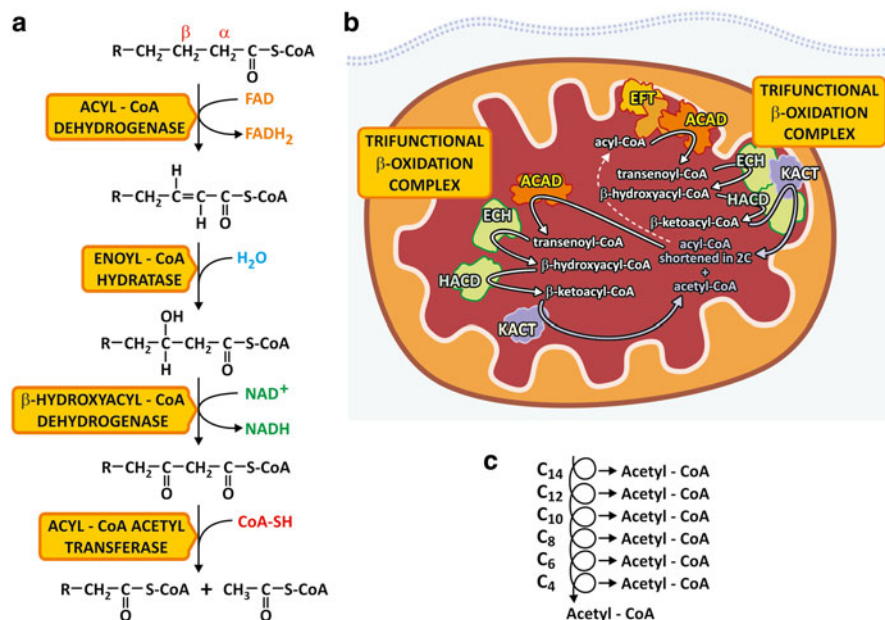 a
β α
R–CH₂–CH₂–CH₂–C–S-CoA
O
ACYL - CoA
DEHYDROGENASE
FAD
FADH₂
H
R–CH₂–C=C–C–S-CoA
H O
ENOYL - CoA
HYDRATASE
H₂O
OH
R–CH₂–C–CH₂–C–S-CoA
H O
β-HYDROXYACYL - CoA
DEHYDROGENASE
NAD⁺
NADH
R–CH₂–C–CH₂–C–S-CoA
O O
ACYL - CoA ACETYL
TRANSFERASE
CoA-SH
R–CH₂–C–S-CoA + CH₃–C–S-CoA
O O
b
TRIFUNCTIONAL
β-OXIDATION
COMPLEX
TRIFUNCTIONAL
β-OXIDATION
COMPLEX
EFT
ACAD
acyl-CoA
transenoyl-CoA
ECH
KACT
β-hydroxyacyl-CoA
HACD
β-ketoacyl-CoA
acyl-CoA
shortened in 2C
+
acetyl-CoA
ACAD
ECH
transenoyl-CoA
β-hydroxyacyl-CoA
HACD
β-ketoacyl-CoA
KACT
c
C₁₄ Acetyl - CoA
C₁₂ Acetyl - CoA
C₁₀ Acetyl - CoA
C₈ Acetyl - CoA
C₆ Acetyl - CoA
C₄ Acetyl - CoA
Acetyl - CoA